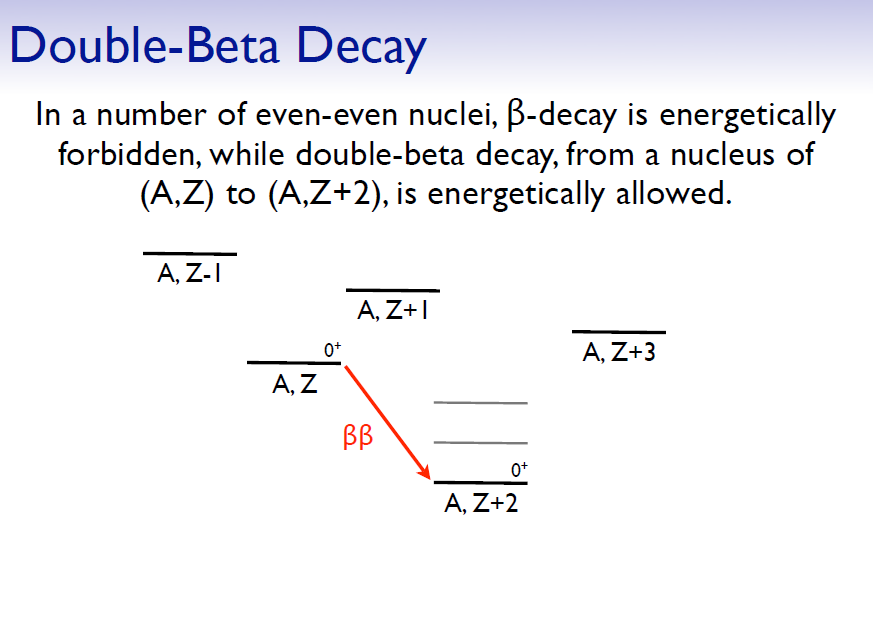 Double-Beta Decay
In a number of even-even nuclei, β-decay is energetically
forbidden, while double-beta decay, from a nucleus of
(A,Z) to (A,Z+2), is energetically allowed.
A, Z-1
A, Z+1
0+
A, Z+3
A, Z
ββ
0+
A, Z+2